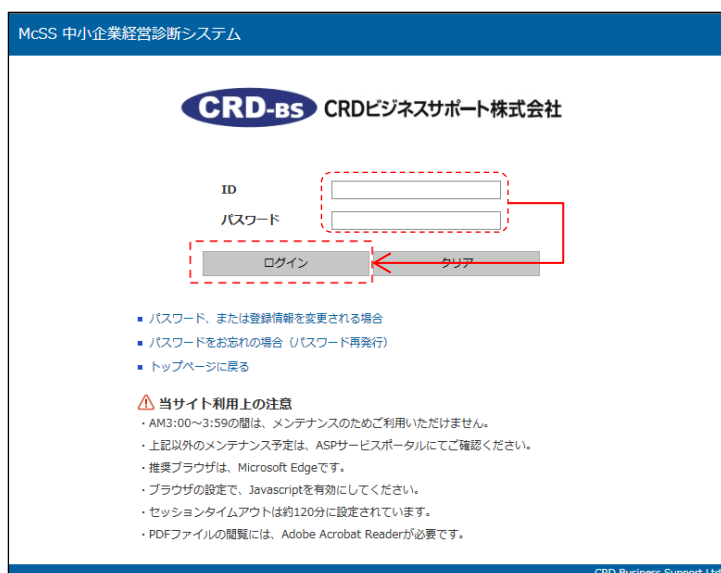 McSS 中小企業経営診断システム
CRD-BS CRDビジネスサポート株式会社
ID
パスワード
ログイン クリア
パスワード、または登録情報を変更される場合
パスワードをお忘れの場合（パスワード再発行）
トップページに戻る
当サイト利用上の注意
・AM3:00～3:59の間は、メンテナンスのためご利用いただけません。
・上記以外のメンテナンス予定は、ASPサービスポータルにてご確認ください。
・推奨ブラウザは、Microsoft Edgeです。
・ブラウザの設定で、Javascriptを有効にしてください。
・セッションタイムアウトは約120分に設定されています。
・PDFファイルの閲覧には、Adobe Acrobat Readerが必要です。
CRD Business Support Ltd